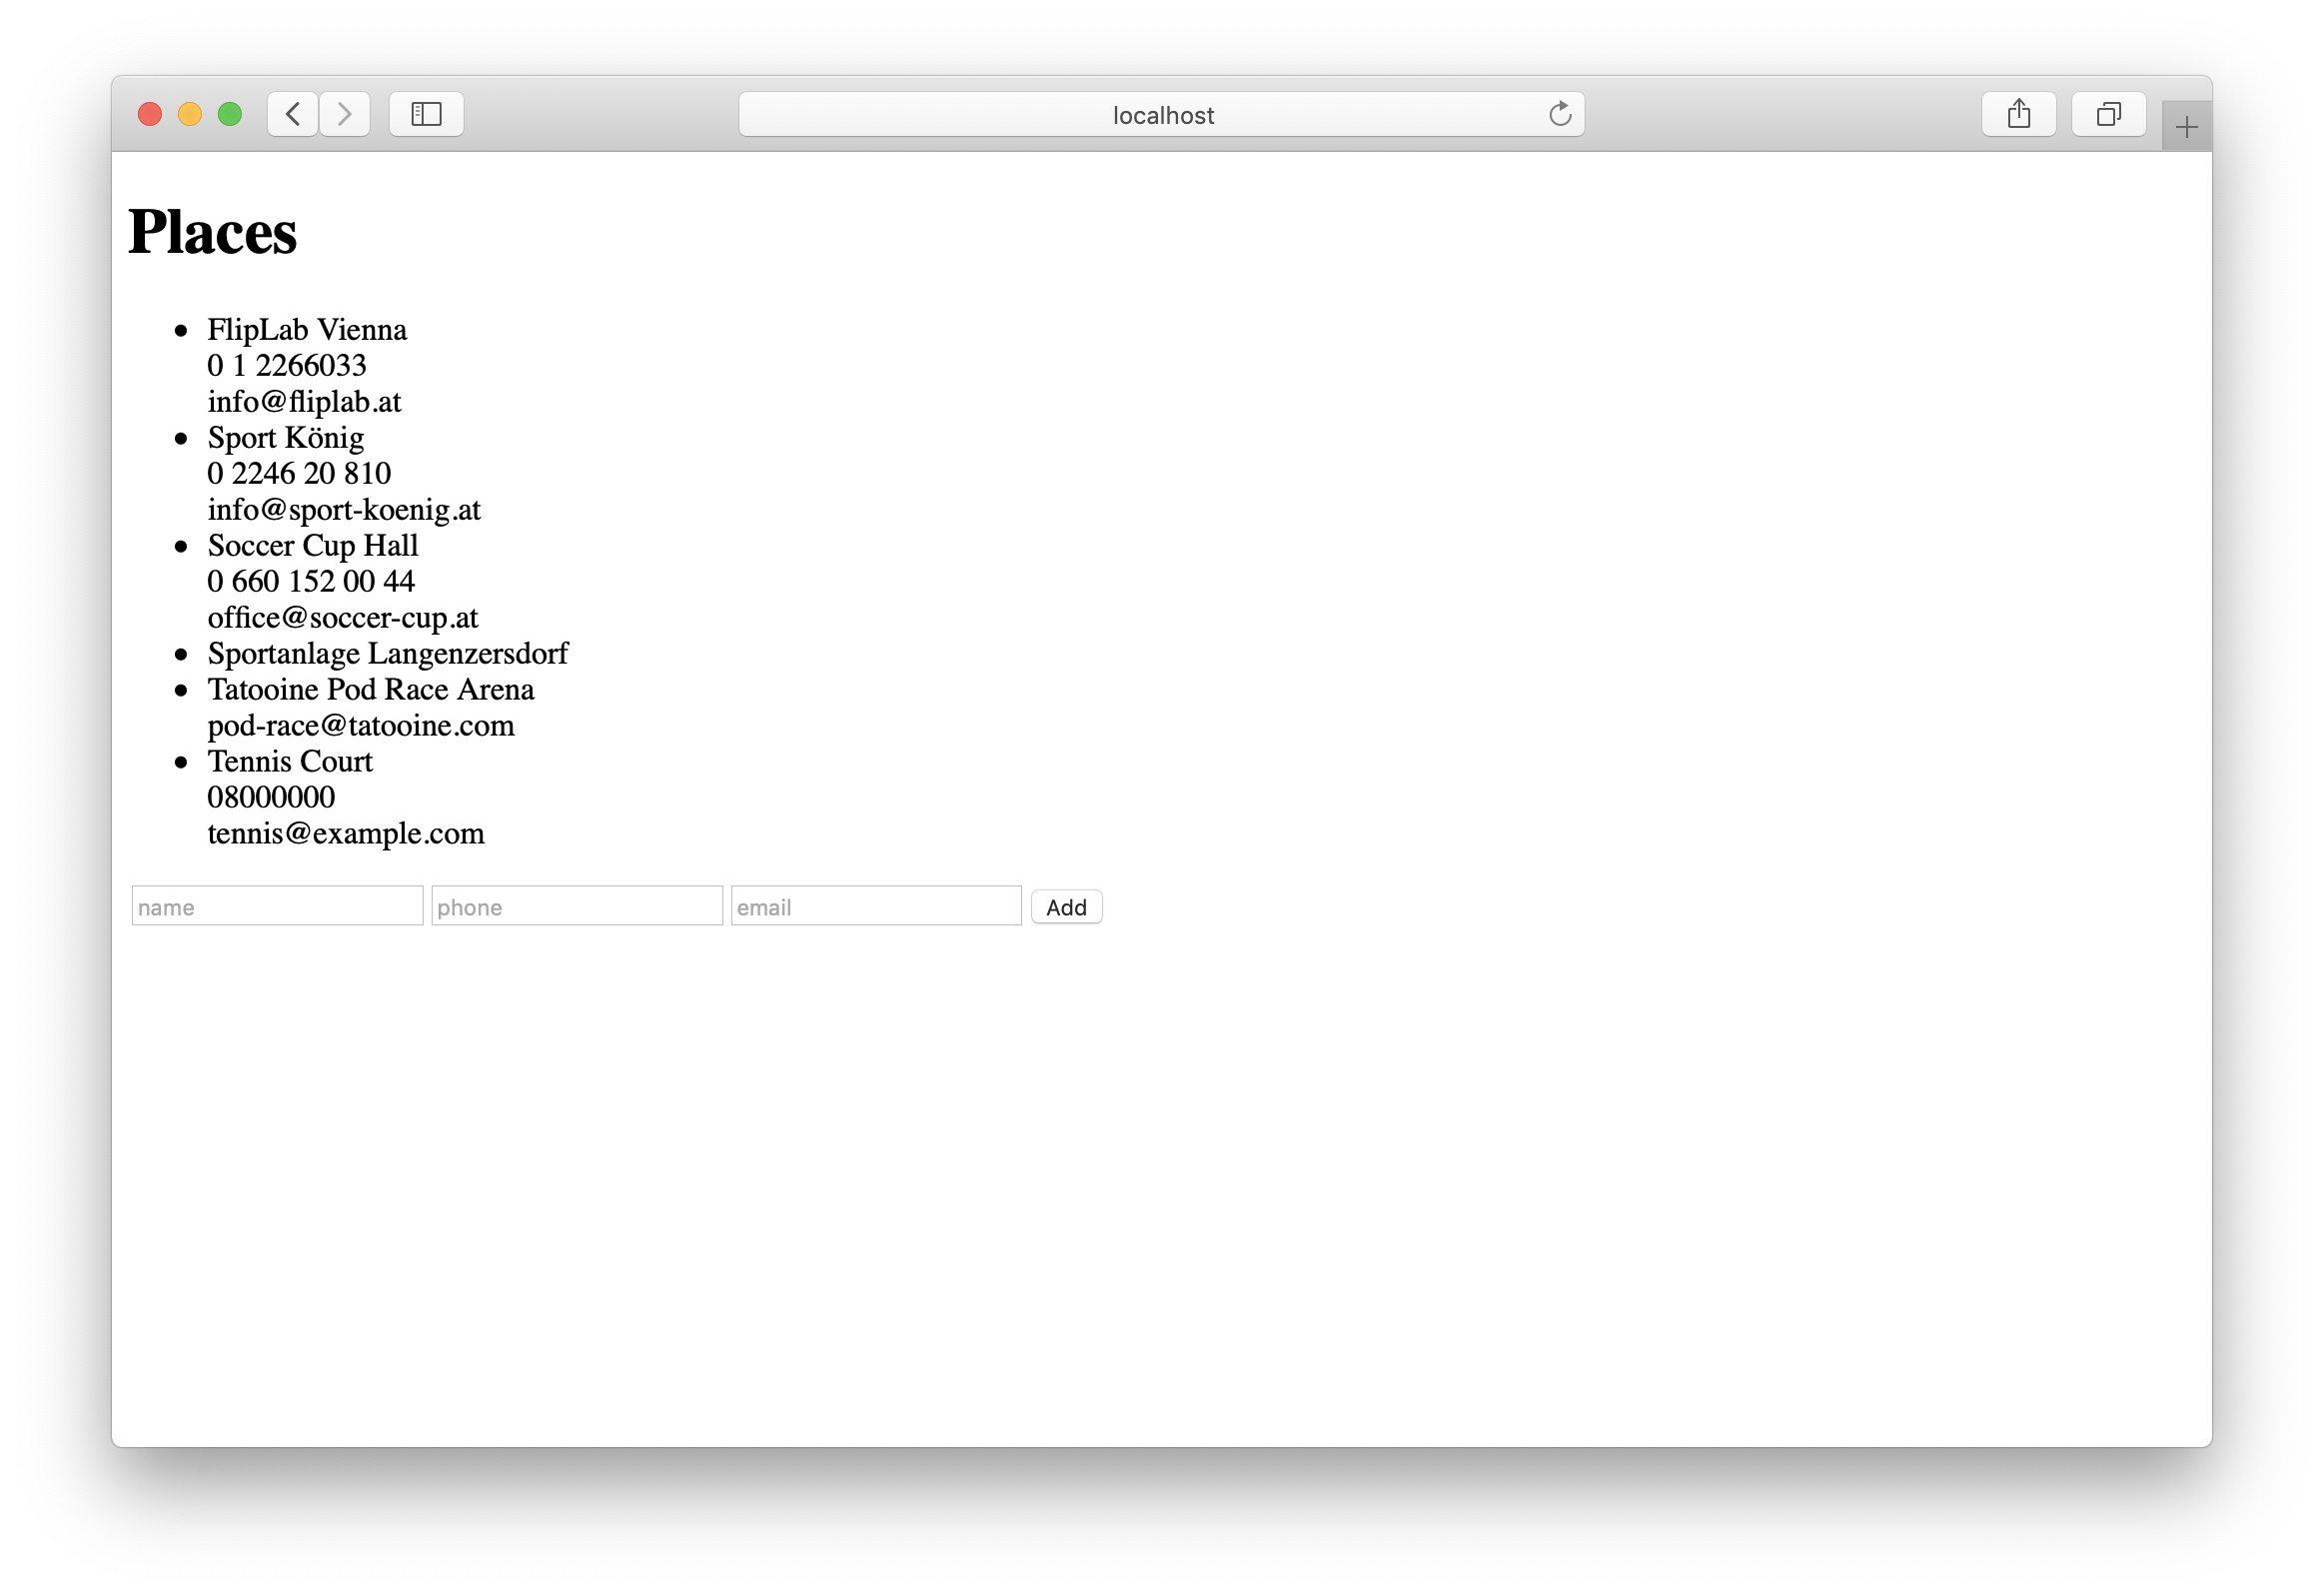 localhost
Places
FlipLab Vienna
0 1 2266033
info@fliplab.at
Sport König
0 2246 20 810
info@sport-koenig.at
Soccer Cup Hall
0 660 152 00 44
office@soccer-cup.at
Sportanlage Langenzersdorf
Tatooine Pod Race Arena
pod-race@tatooine.com
Tennis Court
08000000
tennis@example.com
name phone email Add